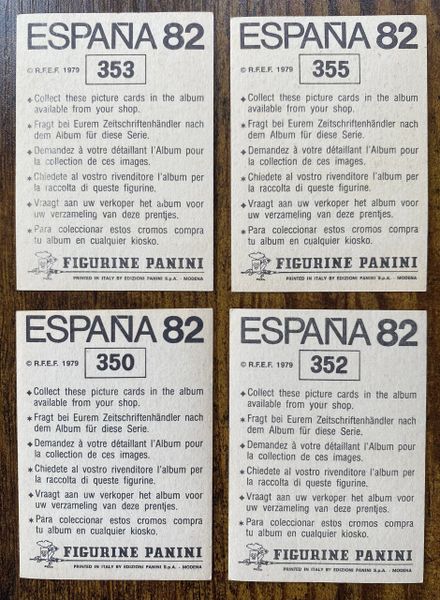 ESPAÑA 82
© R.F.E.F. 1979 353
Collect these picture cards in the album
available from your shop.
Fragt bei Eurem Zeitschriftenhändler nach
dem Album für diese Serie.
Demandez à votre détaillant l'Album pour
la collection de ces images.
Chiedete al vostro rivenditore l'album per
la raccolta di queste figurine.
Vraagt aan uw verkoper het album voor
uw verzameling van deze prentjes.
Para coleccionar estos cromos compra
tu album en cualquier kiosko.
FIGURINE PANINI
PRINTED IN ITALY BY EDIZIONI PANINI S.p.A. - MODENA
ESPAÑA 82
© R.F.E.F. 1979 355
Collect these picture cards in the album
available from your shop.
Fragt bei Eurem Zeitschriftenhändler nach
dem Album für diese Serie.
Demandez à votre détaillant l'Album pour
la collection de ces images.
Chiedete al vostro rivenditore l'album per
la raccolta di queste figurine.
Vraagt aan uw verkoper het album voor
uw verzameling van deze prentjes.
Para coleccionar estos cromos compra
tu album en cualquier kiosko.
FIGURINE PANINI
PRINTED IN ITALY BY EDIZIONI PANINI S.p.A. - MODENA
ESPAÑA 82
© R.F.E.F. 1979 350
Collect these picture cards in the album
available from your shop.
Fragt bei Eurem Zeitschriftenhändler nach
dem Album für diese Serie.
Demandez à votre détaillant l'Album pour
la collection de ces images.
Chiedete al vostro rivenditore l'album per
la raccolta di queste figurine.
Vraagt aan uw verkoper het album voor
uw verzameling van deze prentjes.
Para coleccionar estos cromos compra
tu album en cualquier kiosko.
FIGURINE PANINI
PRINTED IN ITALY BY EDIZIONI PANINI S.p.A. - MODENA
ESPAÑA 82
© R.F.E.F. 1979 352
Collect these picture cards in the album
available from your shop.
Fragt bei Eurem Zeitschriftenhändler nach
dem Album für diese Serie.
Demandez à votre détaillant l'Album pour
la collection de ces images.
Chiedete al vostro rivenditore l'album per
la raccolta di queste figurine.
Vraagt aan uw verkoper het album voor
uw verzameling van deze prentjes.
Para coleccionar estos cromos compra
tu album en cualquier kiosko.
FIGURINE PANINI
PRINTED IN ITALY BY EDIZIONI PANINI S.p.A. - MODENA